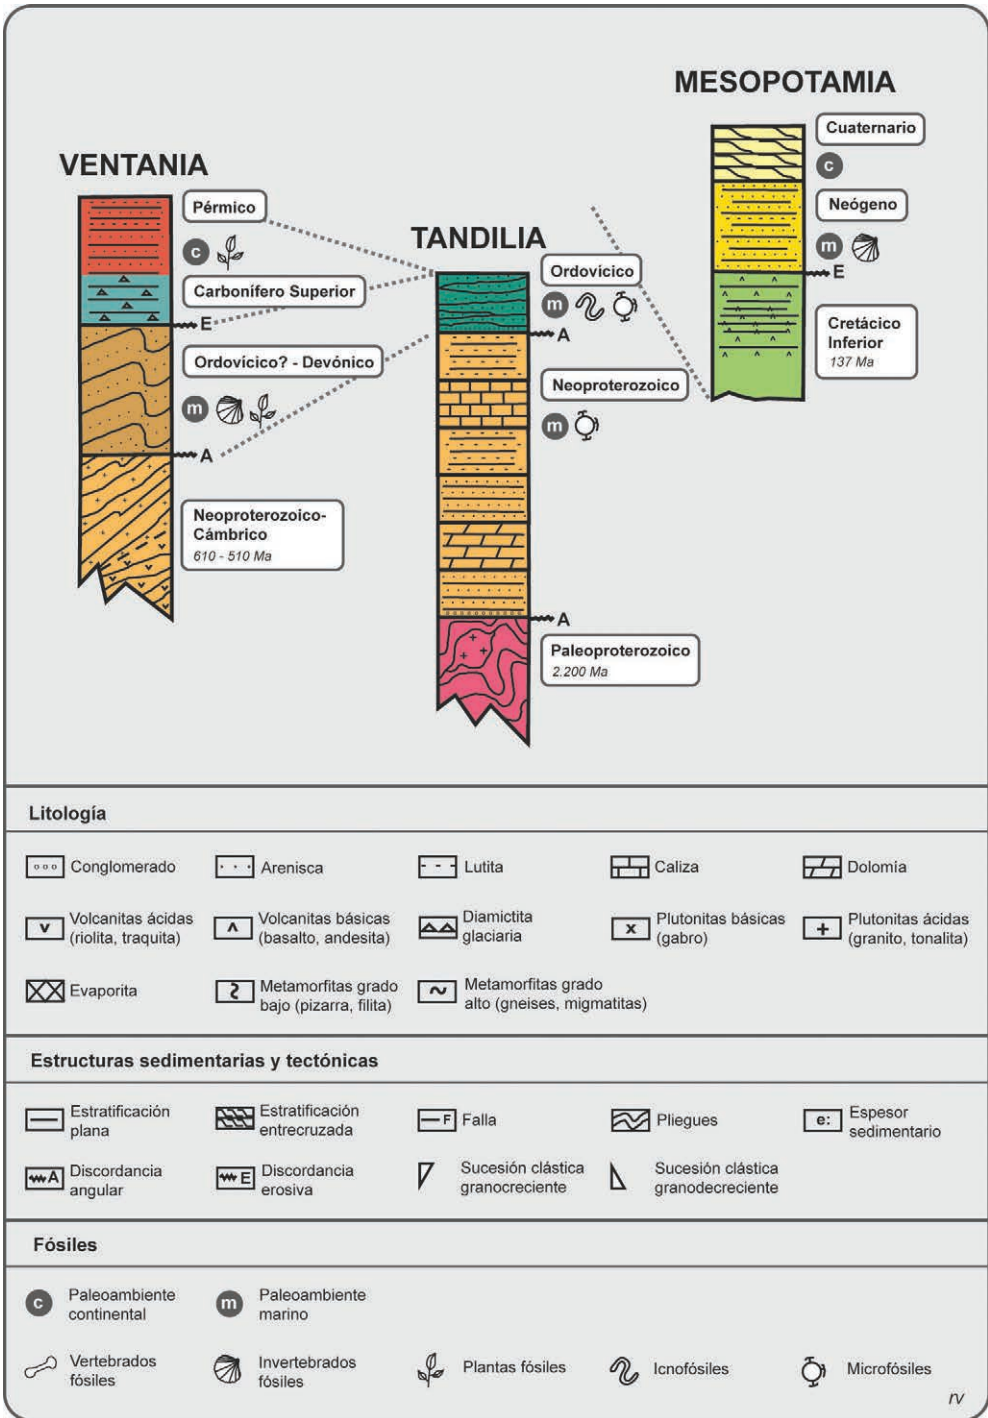 MESOPOTAMIA
Cuaternario
c
Neógeno
m
E
Cretácico
Inferior
137 Ma
VENTANIA
Pérmico
c
Carbonífero Superior
E
Ordovícico? - Devónico
m
A
Neoproterozoico-
Cámbrico
610 - 510 Ma
TANDILIA
Ordovícico
m
A
Neoproterozoico
m
A
Paleoproterozoico
2.200 Ma
Litología
Conglomerado
Arenisca
Lutita
Caliza
Dolomía
v Volcanitas ácidas
(riolita, traquita)
^ Volcanitas básicas
(basalto, andesita)
Diamictita
glaciaria
x Plutonitas básicas
(gabro)
+ Plutonitas ácidas
(granito, tonalita)
Evaporita
Metamorfitas grado
bajo (pizarra, filita)
~ Metamorfitas grado
alto (gneises, migmatitas)
Estructuras sedimentarias y tectónicas
Estratificación
plana
Estratificación
entrecruzada
F Falla
Pliegues
e: Espesor
sedimentario
A Discordancia
angular
E Discordancia
erosiva
Sucesión clástica
granocreciente
Sucesión clástica
granodecreciente
Fósiles
c Paleoambiente
continental
m Paleoambiente
marino
Vertebrados
fósiles
Invertebrados
fósiles
Plantas fósiles
Icnofósiles
Microfósiles
rv